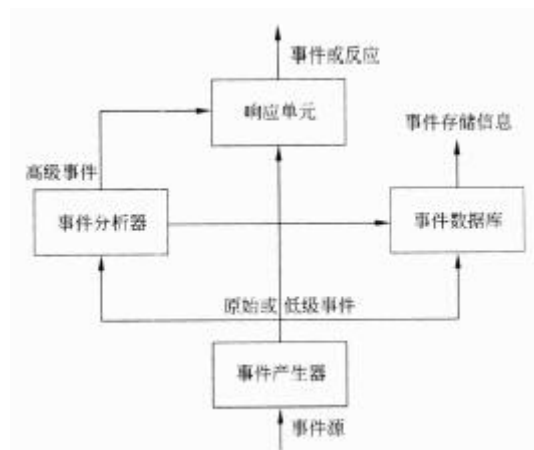 事件或反应
响应单元
事件存储信息
高级事件
事件分析器
事件数据库
原始或 低级事件
事件产生器
事件源